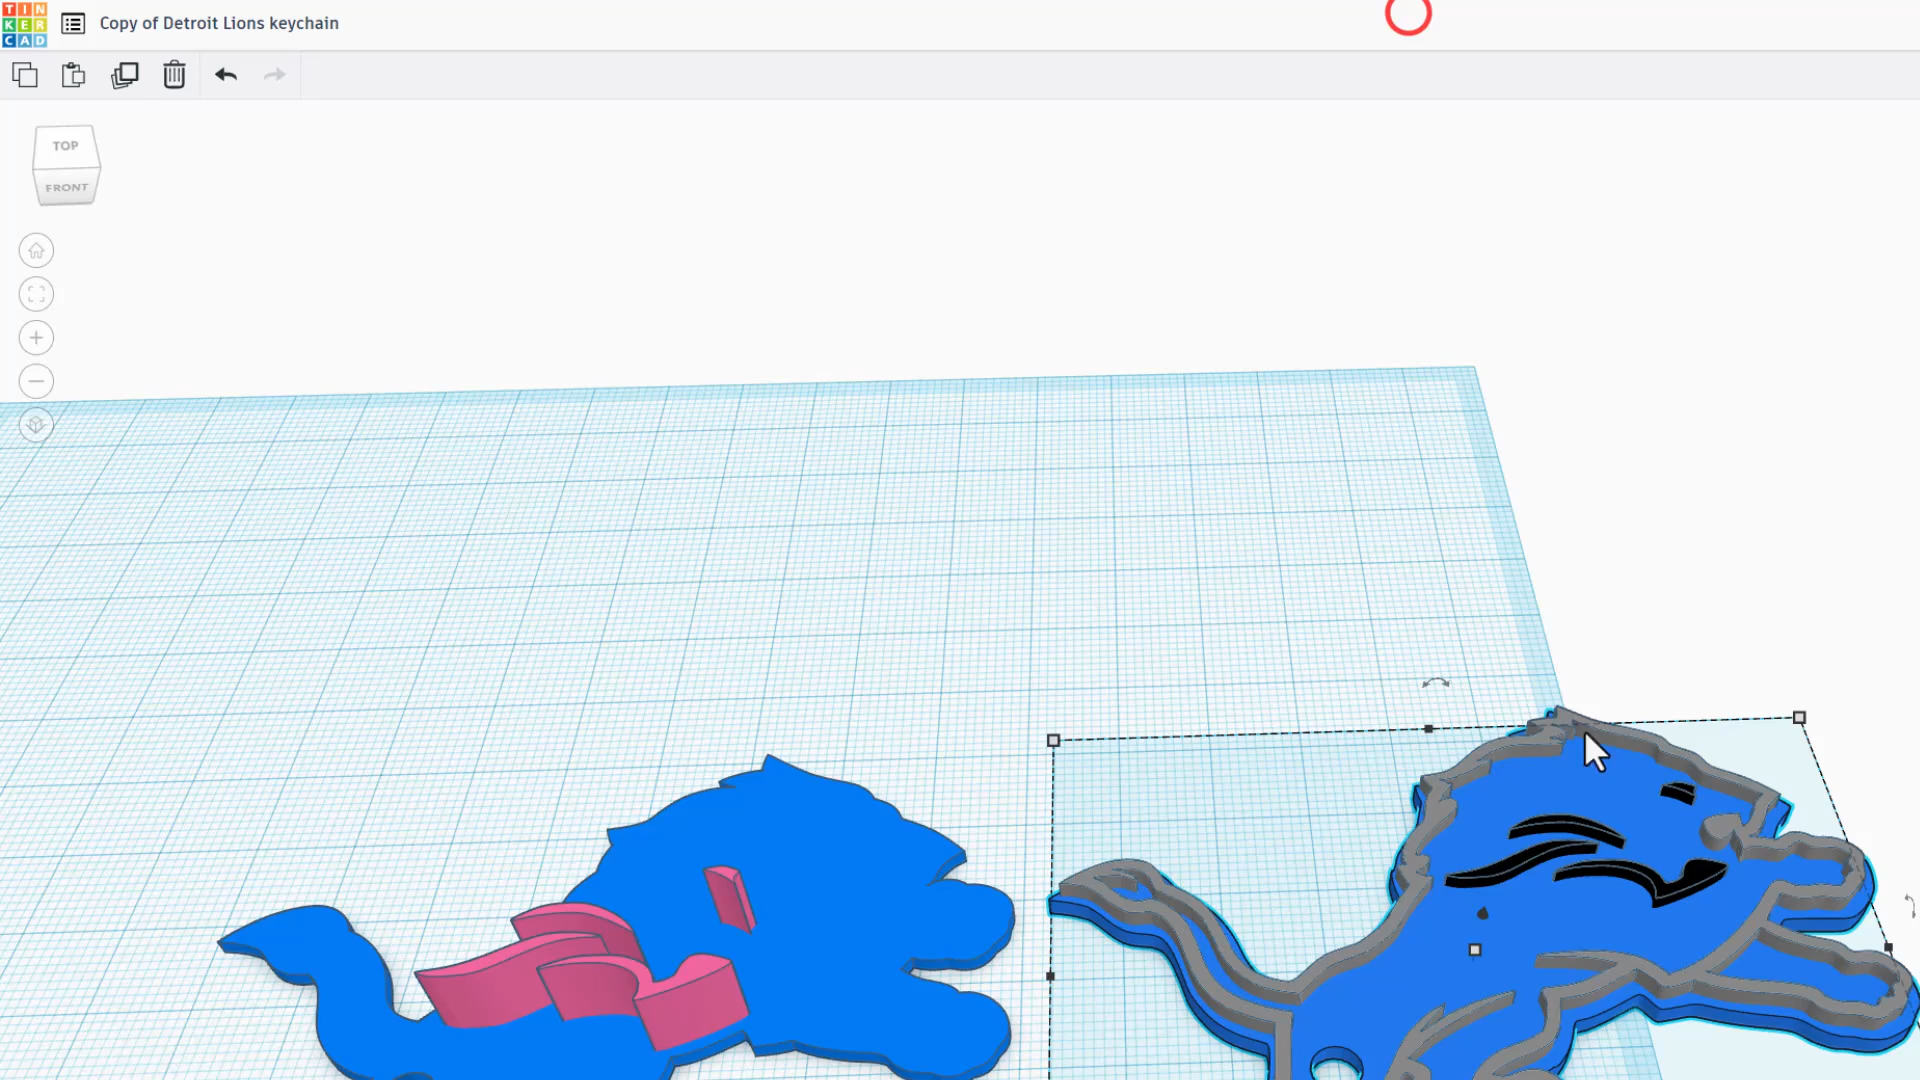 TIN
KER
CAD
Copy of Detroit Lions keychain
TOP
FRONT